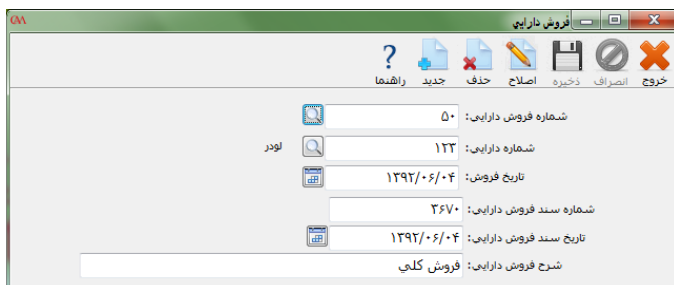 فروش دارایی
خروج انصراف ذخیره اصلاح حذف جدید راهنما
شماره فروش دارایی: ۵۰
شماره دارایی: ۱۲۳ لودر
تاریخ فروش: ۱۳۹۲/۰۶/۰۴
شماره سند فروش دارایی: ۳۶۷۰
تاریخ سند فروش دارایی: ۱۳۹۲/۰۶/۰۴
شرح فروش دارایی: فروش کلي